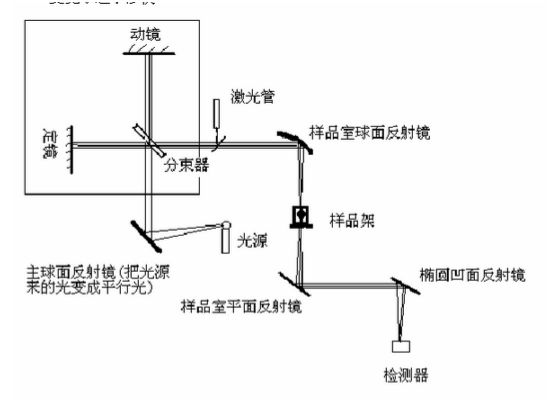 动镜
激光管
定镜
分束器
样品室球面反射镜
样品架
光源
主球面反射镜(把光源
来的光变成平行光)
椭圆凹面反射镜
样品室平面反射镜
检测器